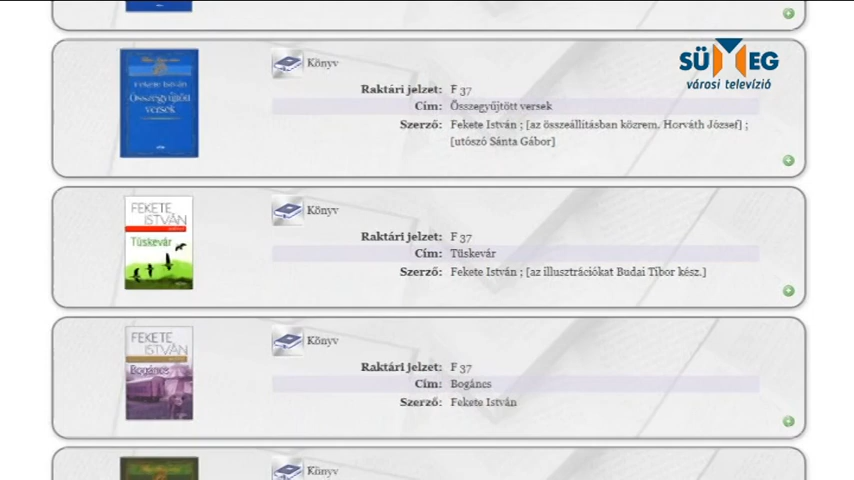 SÜMEG
városi televízió
Fekete István
Összegyűjtött
versek
Könyv
Raktári jelzet: F 37
Cím: Összegyűjtött versek
Szerző: Fekete István ; [az összeállításban közrem. Horváth József] ;
[utószó Sánta Gábor]
FEKETE
ISTVÁN
Tüskevár
Könyv
Raktári jelzet: F 37
Cím: Tüskevár
Szerző: Fekete István ; [az illusztrációkat Budai Tibor kész.]
FEKETE
ISTVÁN
Bogáncs
Könyv
Raktári jelzet: F 37
Cím: Bogáncs
Szerző: Fekete István
Könyv